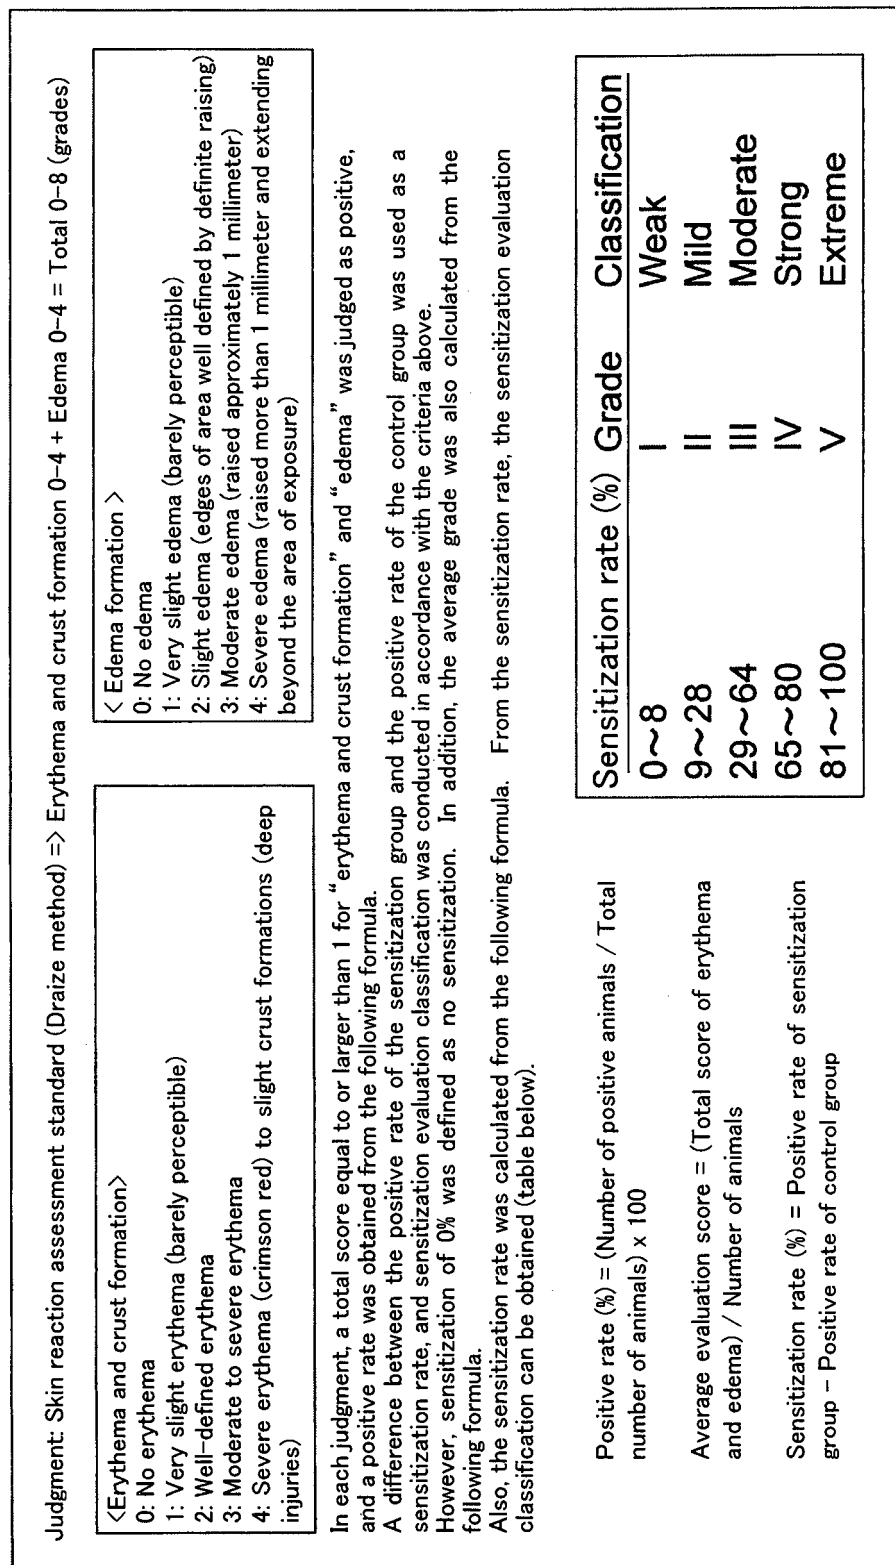 Judgment: Skin reaction assessment standard (Draize method) => Erythema and crust formation 0-4 + Edema 0-4 = Total 0-8 (grades)
<Erythema and crust formation>
0: No erythema
1: Very slight erythema (barely perceptible)
2: Well-defined erythema
3: Moderate to severe erythema
4: Severe erythema (crimson red) to slight crust formations (deep
injuries)
< Edema formation >
0: No edema
1: Very slight edema (barely perceptible)
2: Slight edema (edges of area well defined by definite raising)
3: Moderate edema (raised approximately 1 millimeter)
4: Severe edema (raised more than 1 millimeter and extending
beyond the area of exposure)
In each judgment, a total score equal to or larger than 1 for "erythema and crust formation" and "edema" was judged as positive,
and a positive rate was obtained from the following formula.
A difference between the positive rate of the sensitization group and the positive rate of the control group was used as a
sensitization rate, and sensitization evaluation classification was conducted in accordance with the criteria above.
However, sensitization of 0% was defined as no sensitization. In addition, the average grade was also calculated from the
following formula.
Also, the sensitization rate was calculated from the following formula. From the sensitization rate, the sensitization evaluation
classification can be obtained (table below).
Positive rate (%) = (Number of positive animals / Total
number of animals) x 100
Average evaluation score = (Total score of erythema
and edema) / Number of animals
Sensitization rate (%) = Positive rate of sensitization
group - Positive rate of control group
Sensitization rate (%) Grade Classification
0~8 I Weak
9~28 II Mild
29~64 III Moderate
65~80 IV Strong
81~100 V Extreme